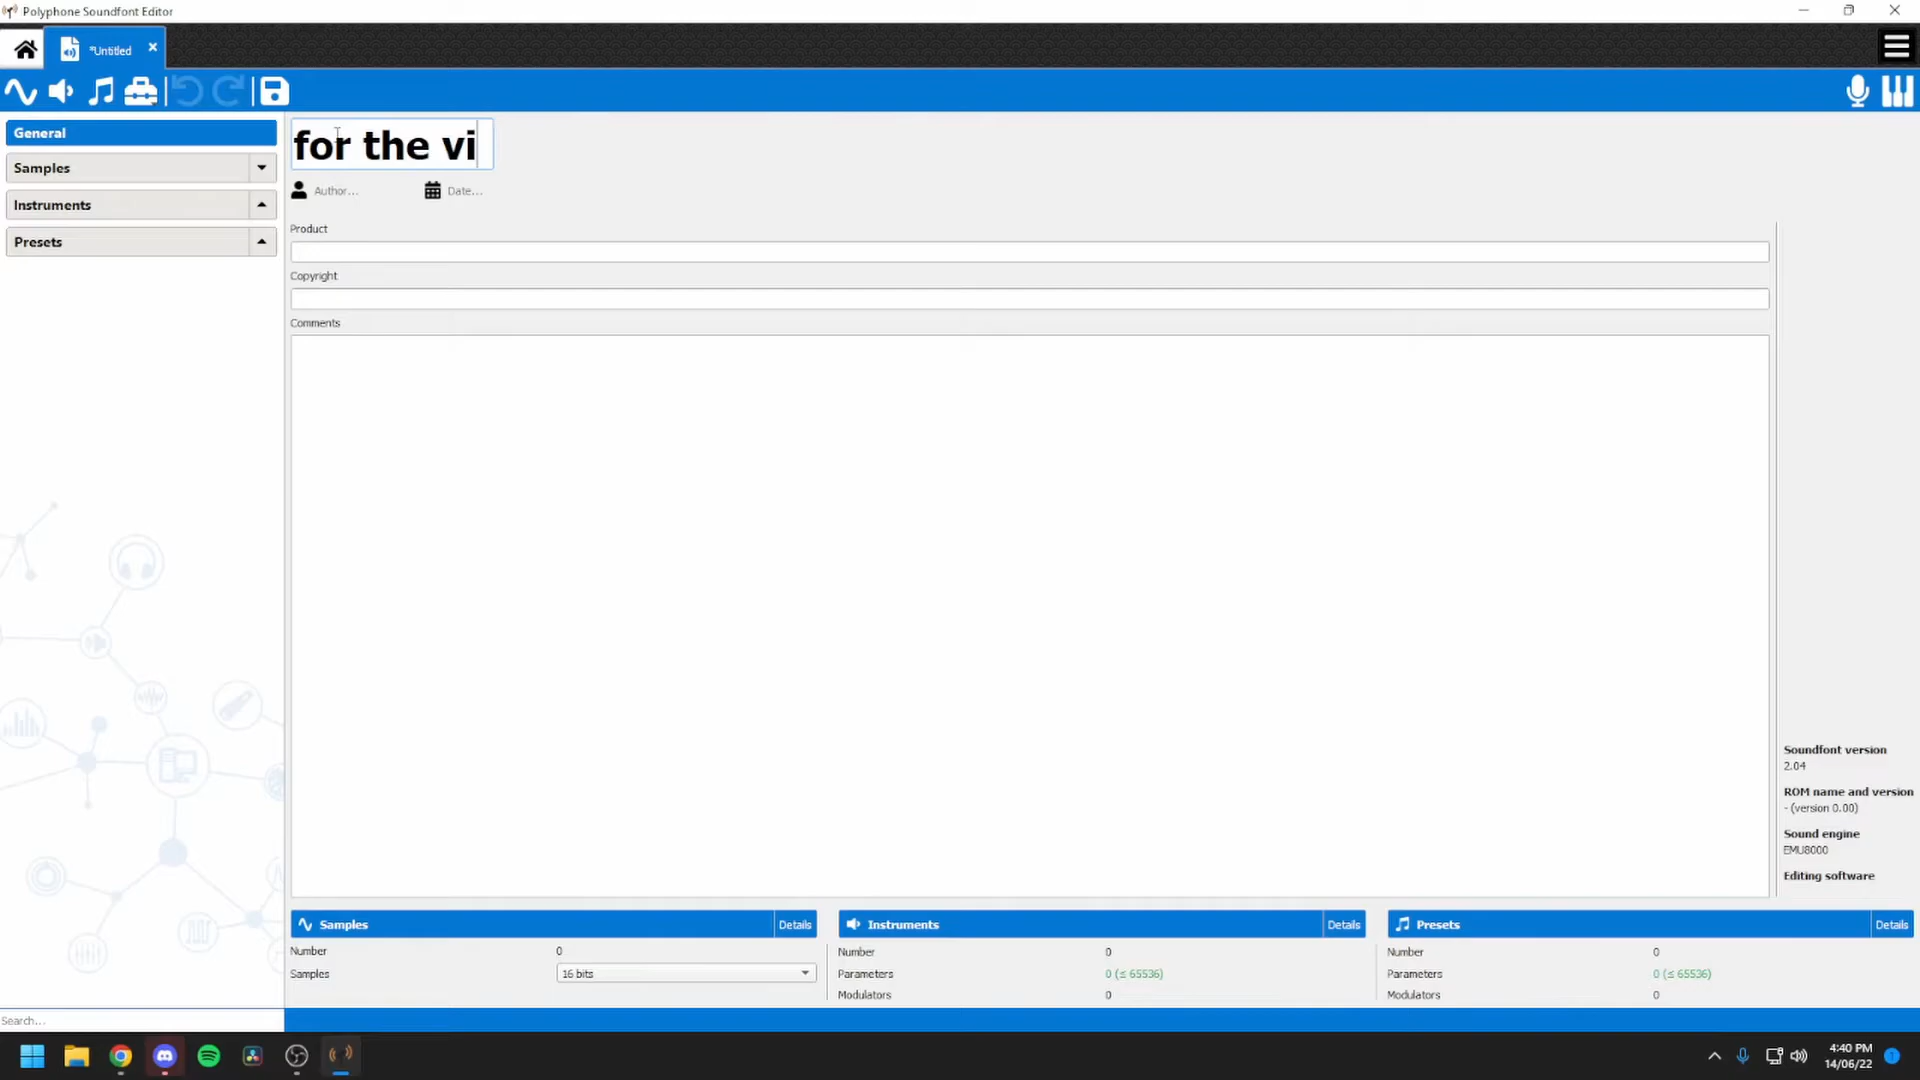 Polyphone Soundfont Editor
*Untitled
General
for the vi
Samples
Author...
Date...
Instruments
Product
Presets
Copyright
Comments
Soundfont version
2.04
ROM name and version
- (version 0.00)
Sound engine
EMU8000
Editing software
Samples
Details
Instruments
Details
Presets
Details
Number
0
Number
0
Number
0
Samples
16 bits
Parameters
0 (≤ 65536)
Parameters
0 (≤ 65536)
Modulators
0
Modulators
0
Search...
4:40 PM
14/06/22
1